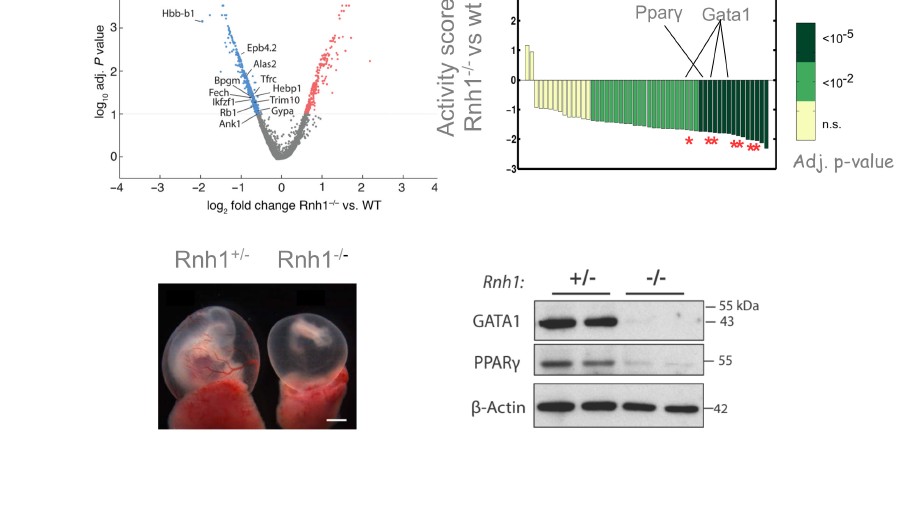 Hbb-b1
Epb4.2
Alas2
Bpgm
Tfrc
Fech
Hebp1
Ikfzf1
Trim10
Rb1
Gypa
Ank1
log10 adj. P value
3
2
1
0
−4 −3 −2 −1 0 1 2 3 4
log2 fold change Rnh1−/− vs. WT
Activity score
Rnh1-/- vs wt
Pparγ Gata1
2
1
0
−1
−2
−3
* ** ** **
<10-5
<10-2
n.s.
Adj. p-value
Rnh1+/- Rnh1-/-
Rnh1: +/- -/-
GATA1
55 kDa
43
PPARγ
55
β-Actin
42